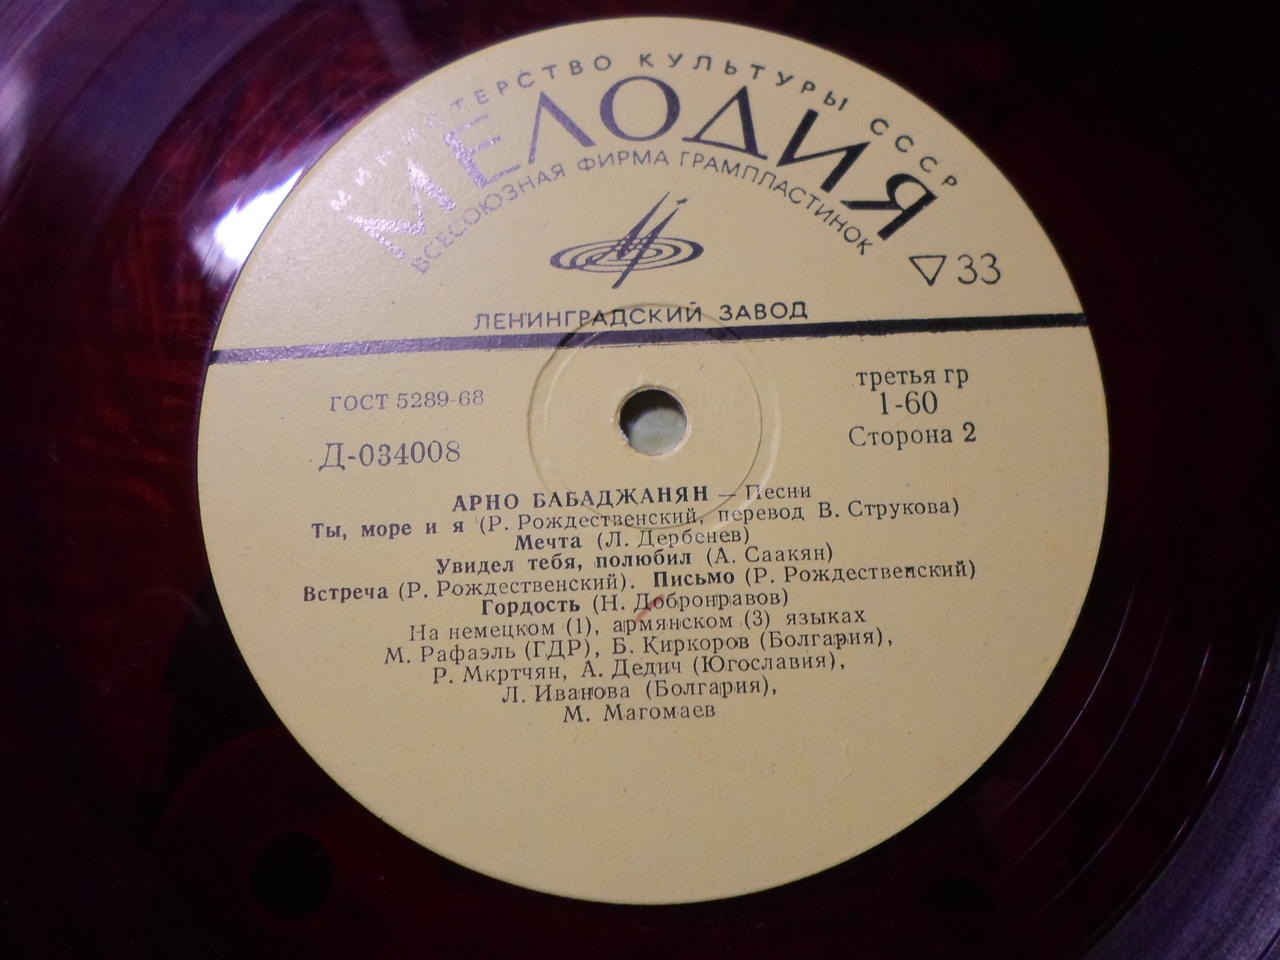 МИНИСТЕРСТВО КУЛЬТУРЫ СССР
МЕЛОДИЯ
ВСЕСОЮЗНАЯ ФИРМА ГРАМПЛАСТИНОК
33
ЛЕНИНГРАДСКИЙ ЗАВОД
ГОСТ 5289-68
Д-034008
третья гр
1-60
Сторона 2
АРНО БАБАДЖАНЯН — Песни
Ты, море и я (Р. Рождественский, перевод В. Струкова)
Мечта (Л. Дербенев)
Увидел тебя, полюбил (А. Саакян)
Встреча (Р. Рождественский). Письмо (Р. Рождественский)
Гордость (Н. Добронравов)
На немецком (1), армянском (3) языках
М. Рафаэль (ГДР), Б. Киркоров (Болгария),
Р. Мкртчян, А. Дедич (Югославия),
Л. Иванова (Болгария),
М. Магомаев